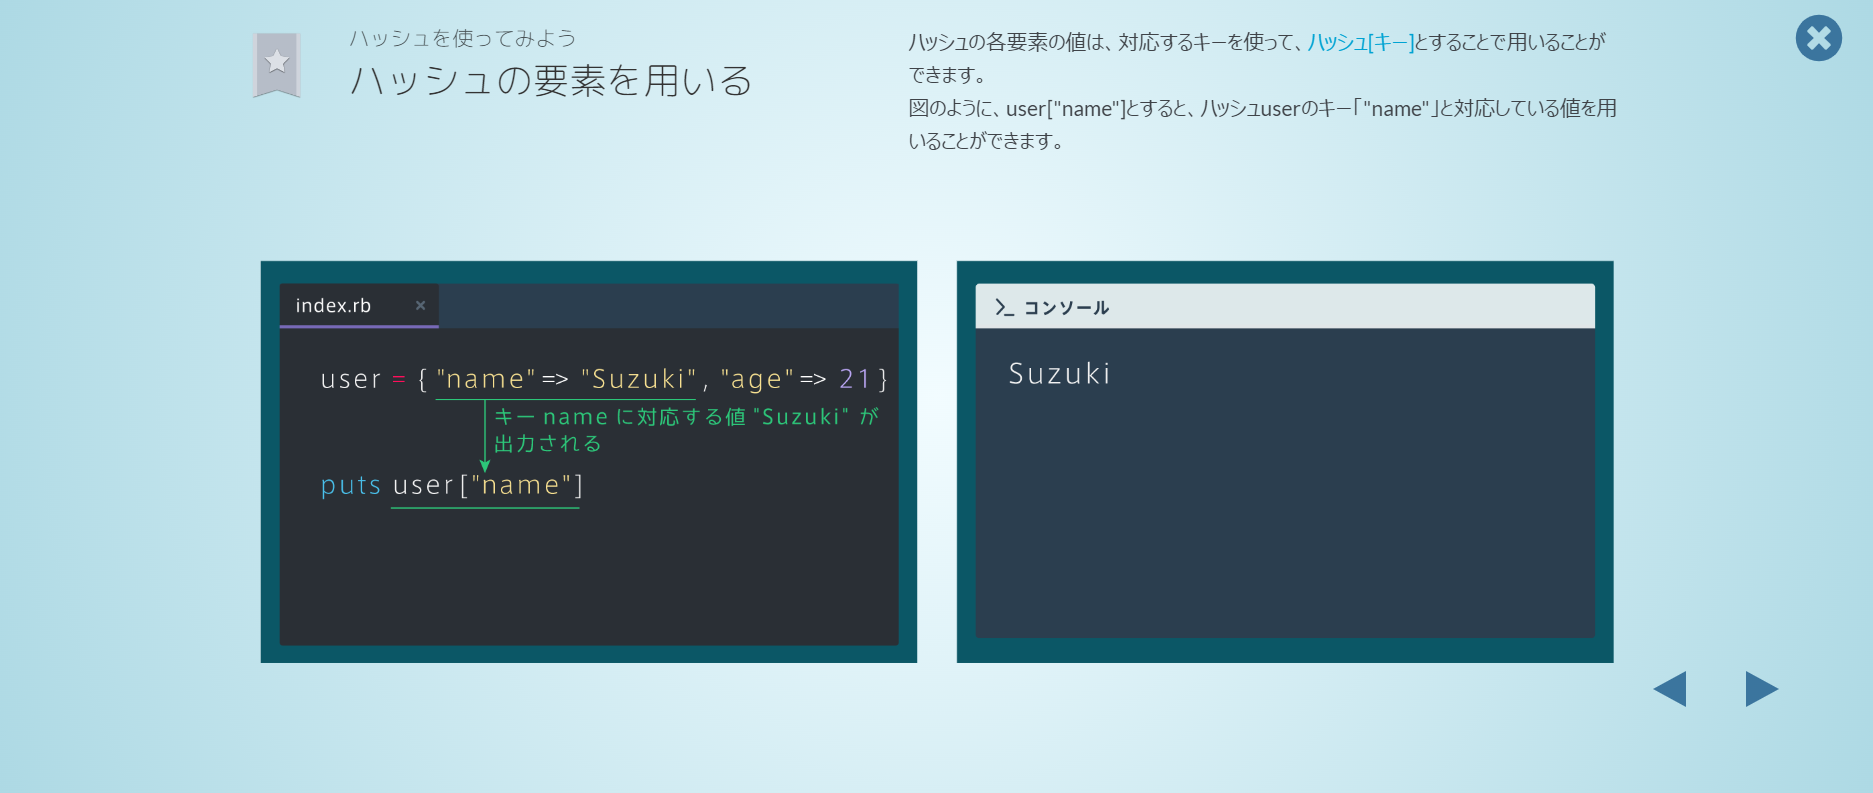 ハッシュを使ってみよう
ハッシュの要素を用いる
ハッシュの各要素の値は、対応するキーを使って、ハッシュ[キー]とすることで用いることが
できます。
図のように、user["name"]とすると、ハッシュuserのキー「"name"」と対応している値を用
いることができます。
index.rb ×
user = { "name"=> "Suzuki", "age"=> 21 }
キー name に対応する値 "Suzuki" が
出力される
puts user["name"]
>_ コンソール
Suzuki